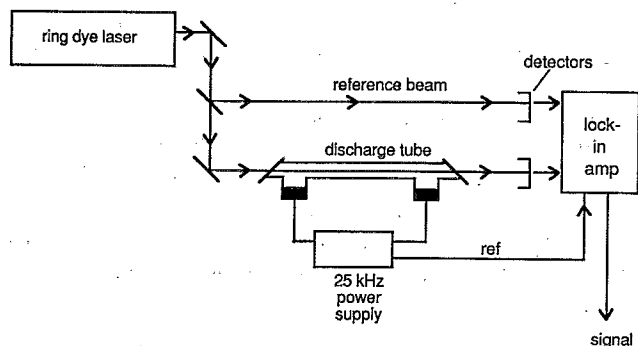 ring dye laser
detectors
reference beam
lock-
in
amp
discharge tube
ref
25 kHz
power
supply
signal